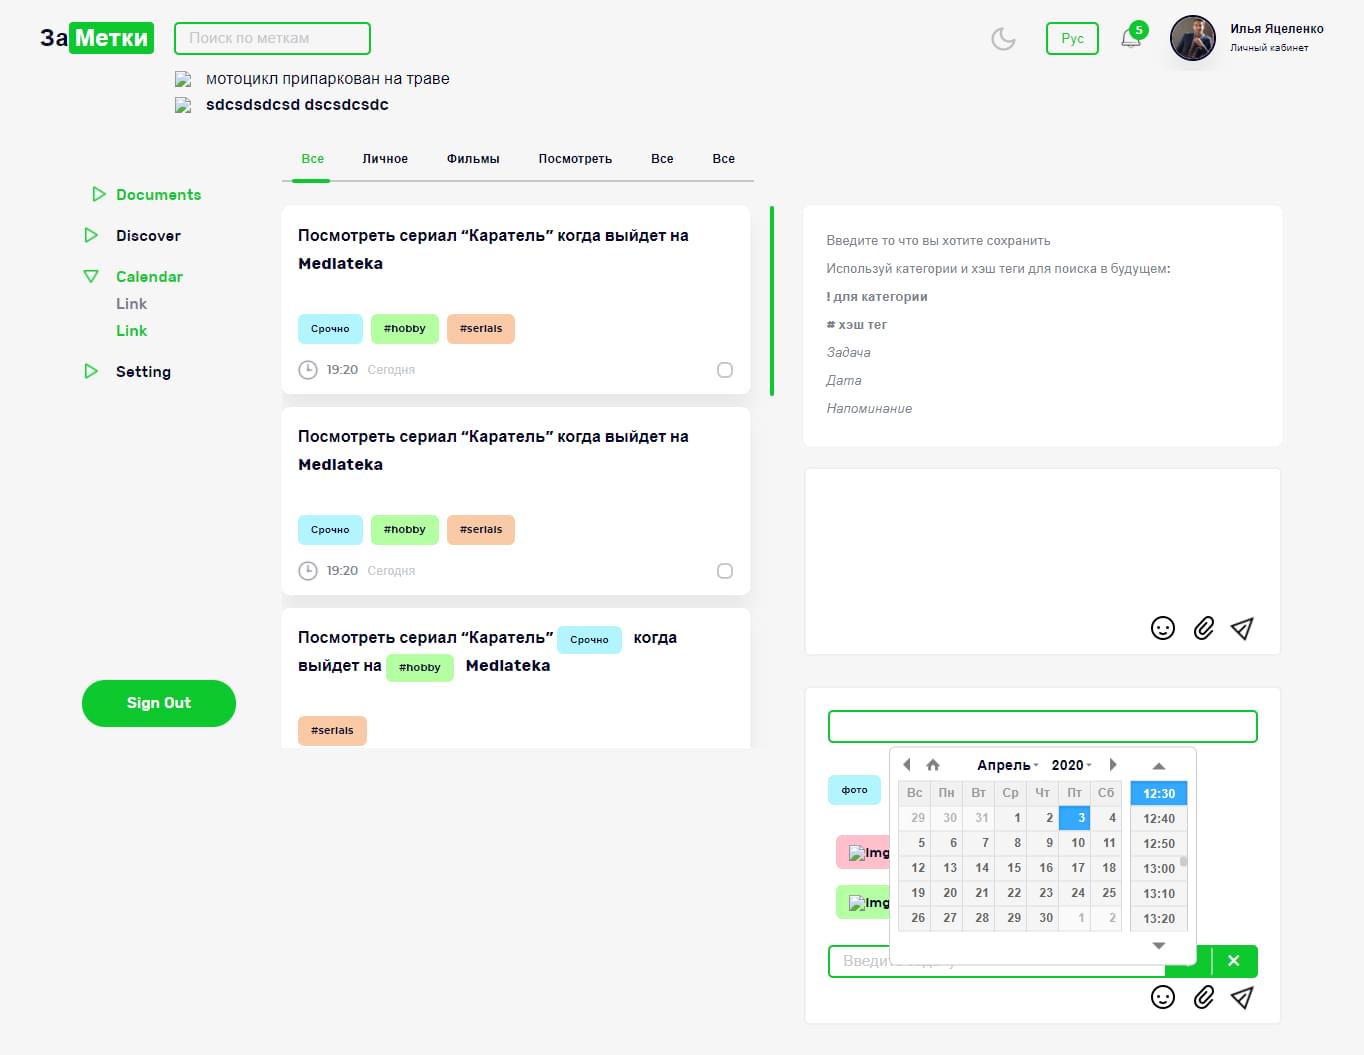 ЗаМетки
Поиск по меткам
Рус
5
Илья Яцеленко
Личный кабинет
мотоцикл припаркован на траве
sdcsdsdcsd dscsdcsdc
Все Личное Фильмы Посмотреть Все Все
Documents
Discover
Calendar
Link
Link
Setting
Sign Out
Посмотреть сериал “Каратель” когда выйдет на
Mediateka
Срочно #hobby #serials
19:20 Сегодня
Посмотреть сериал “Каратель” когда выйдет на
Mediateka
Срочно #hobby #serials
19:20 Сегодня
Посмотреть сериал “Каратель” Срочно когда
выйдет на #hobby Mediateka
#serials
Введите то что вы хотите сохранить
Используй категории и хэш теги для поиска в будущем:
! для категории
# хэш тег
Задача
Дата
Напоминание
фото
Img
Img
Апрель 2020
Вс Пн Вт Ср Чт Пт Сб
29 30 31 1 2 3 4
5 6 7 8 9 10 11
12 13 14 15 16 17 18
19 20 21 22 23 24 25
26 27 28 29 30 1 2
12:30
12:40
12:50
13:00
13:10
13:20